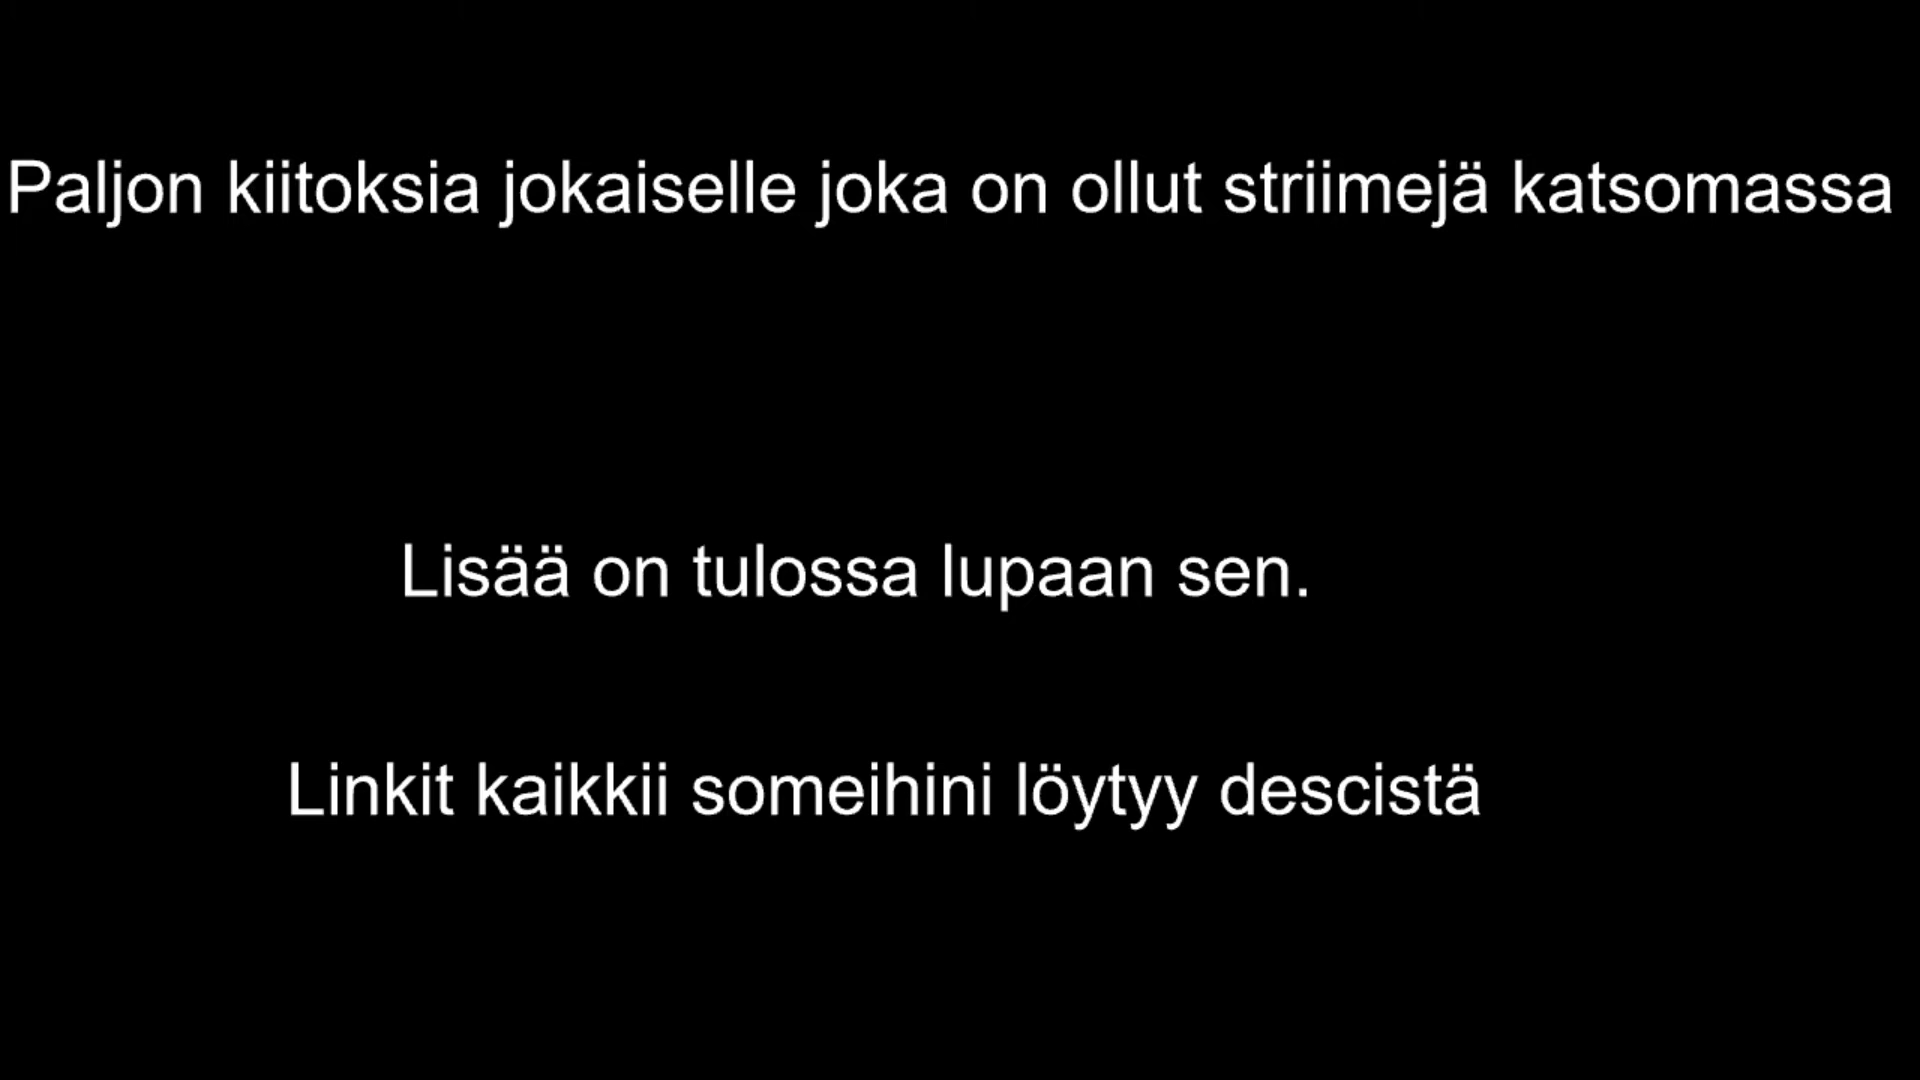 Paljon kiitoksia jokaiselle joka on ollut striimejä katsomassa
Lisää on tulossa lupaan sen.
Linkit kaikkii someihini löytyy descistä